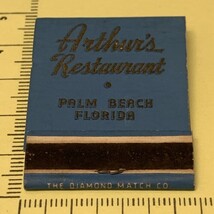 Arthur's
Restaurant
PALM BEACH
FLORIDA
THE DIAMOND MATCH CO